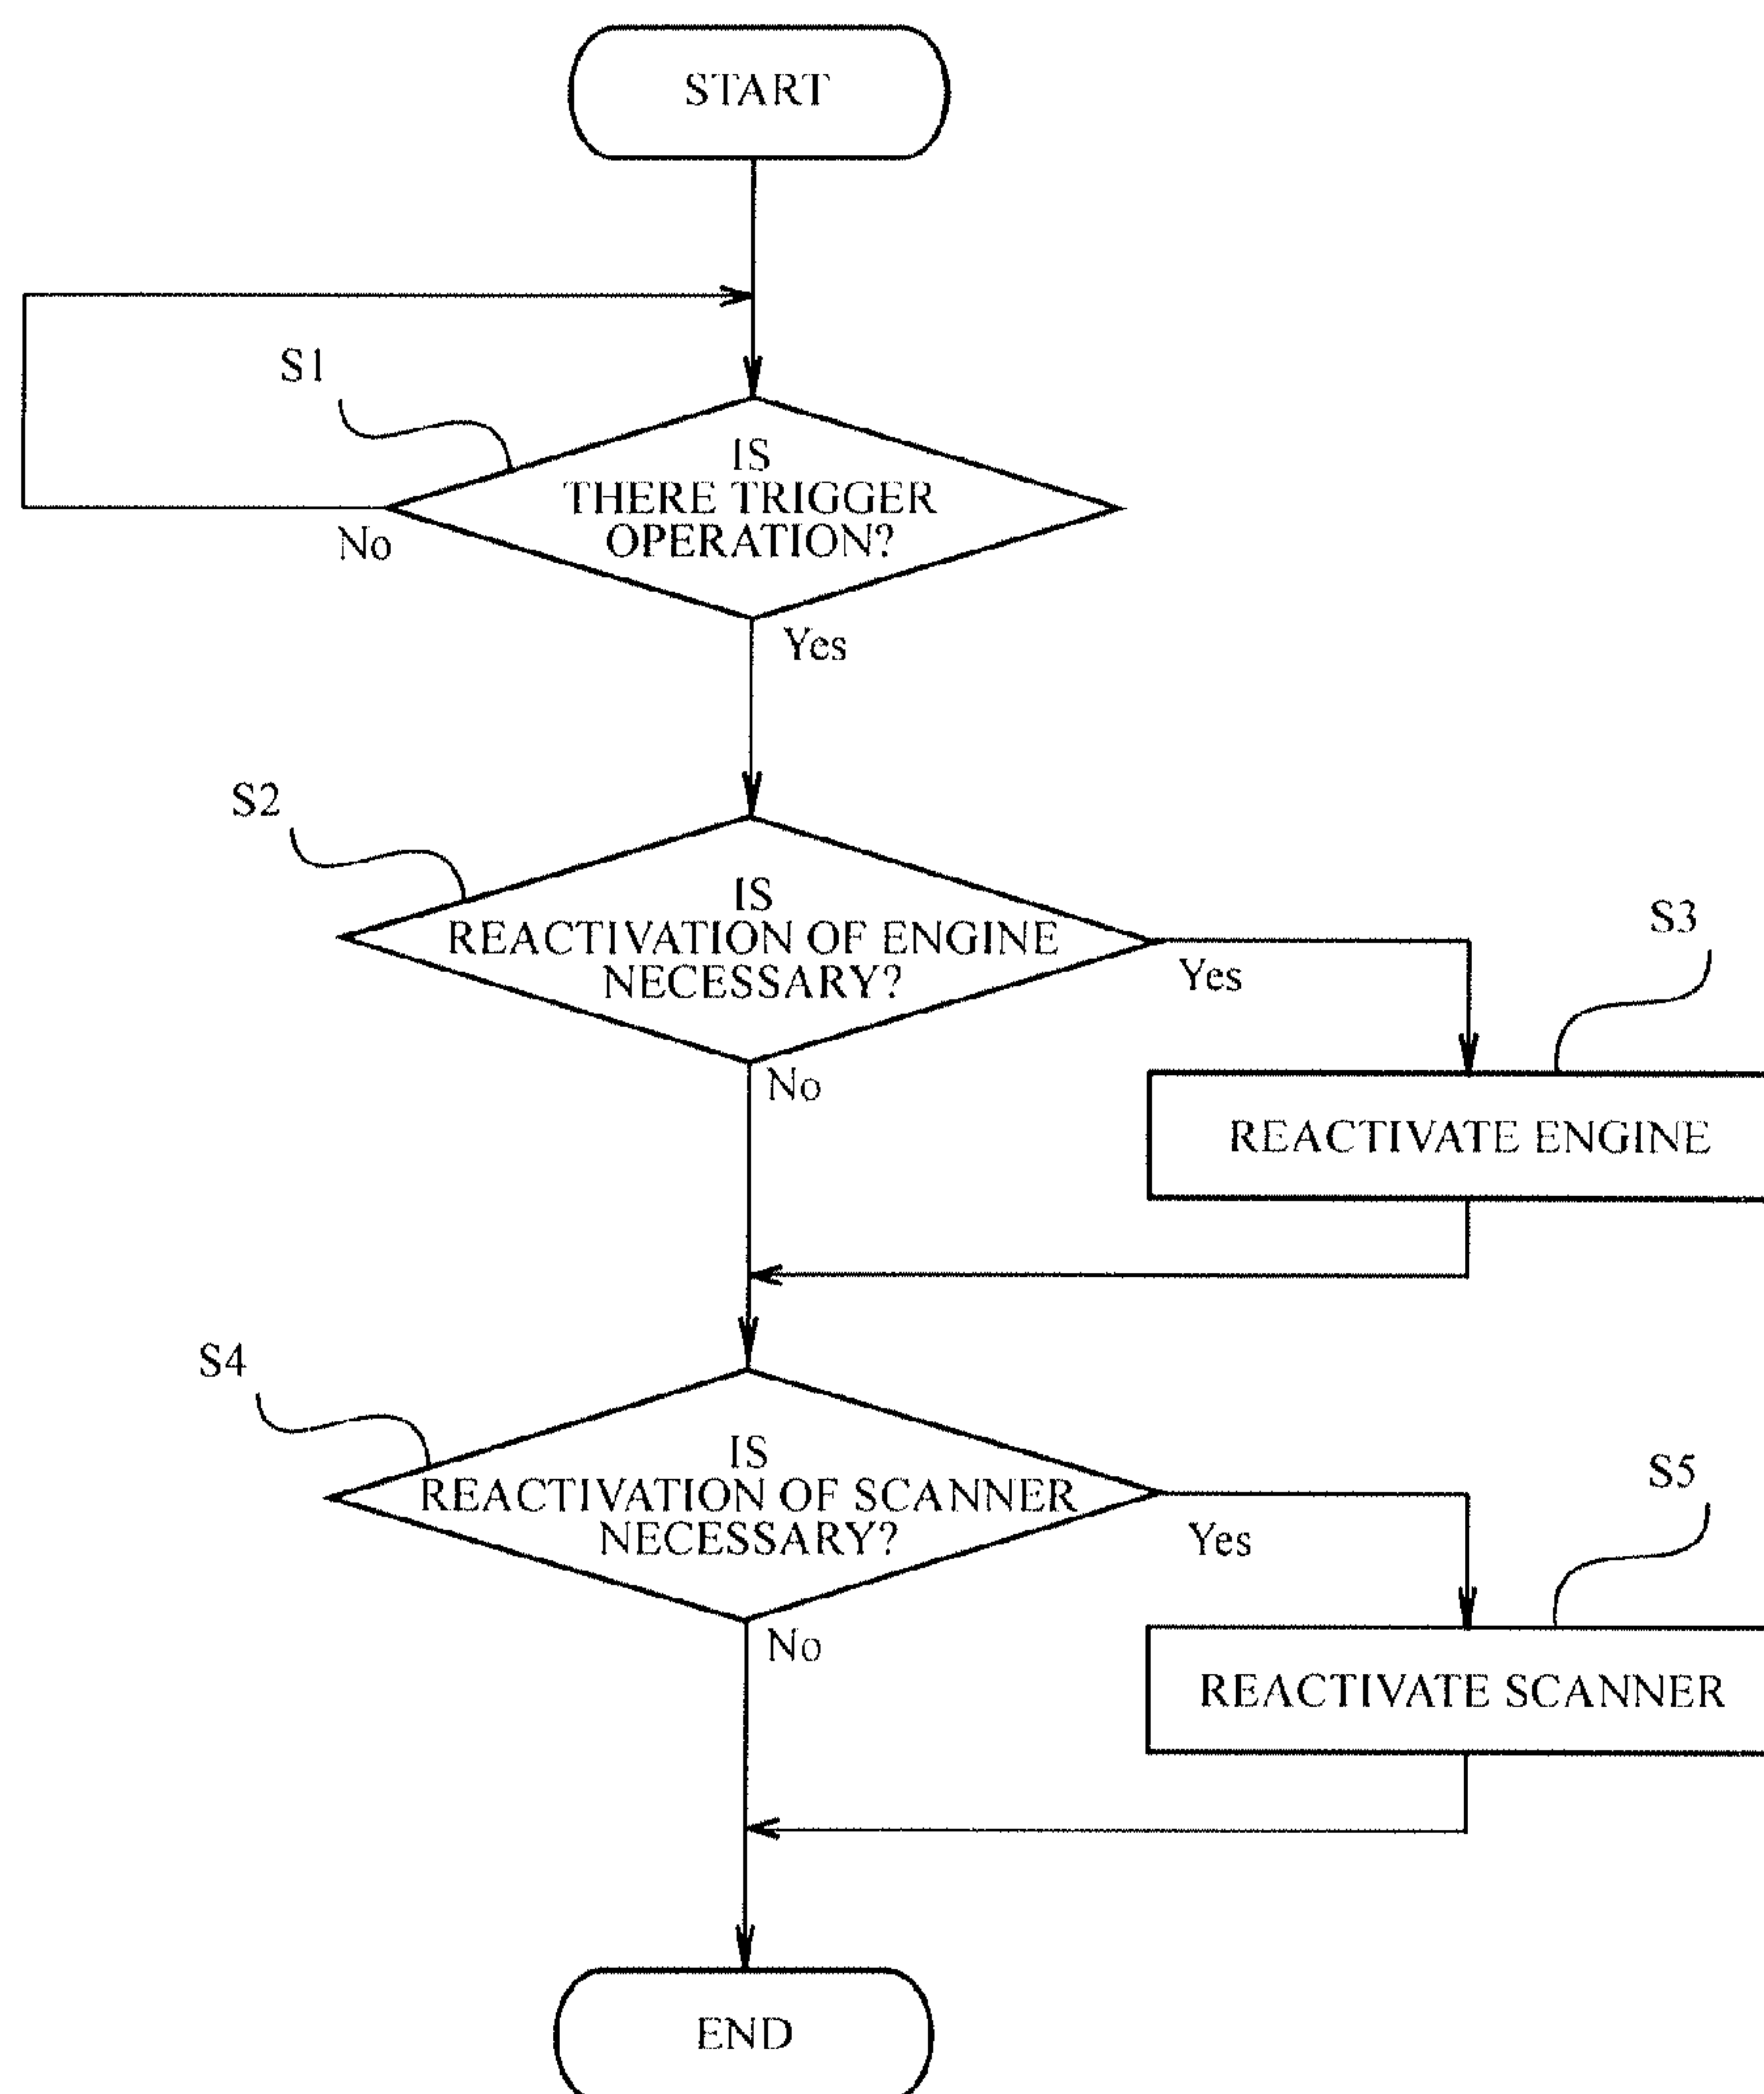 START
S1
IS
THERE TRIGGER
OPERATION?
No
Yes
S2
IS
REACTIVATION OF ENGINE
NECESSARY?
Yes
S3
No
REACTIVATE ENGINE
S4
IS
REACTIVATION OF SCANNER
NECESSARY?
Yes
S5
No
REACTIVATE SCANNER
END